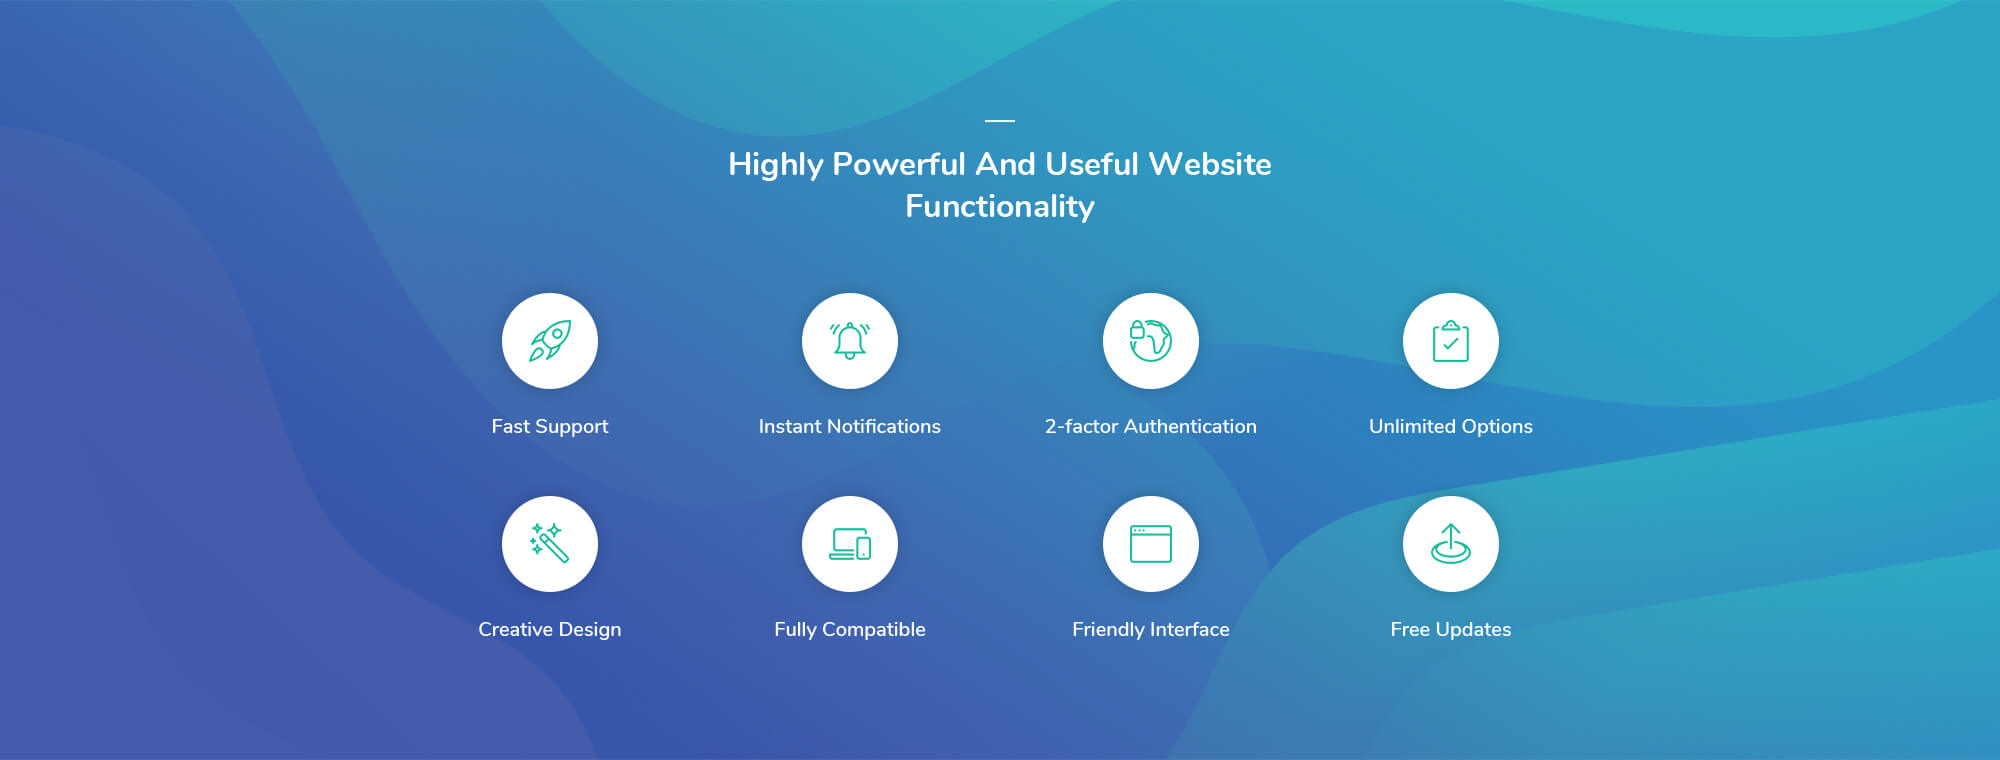 Highly Powerful And Useful Website
Functionality
Fast Support
Instant Notifications
2-factor Authentication
Unlimited Options
Creative Design
Fully Compatible
Friendly Interface
Free Updates